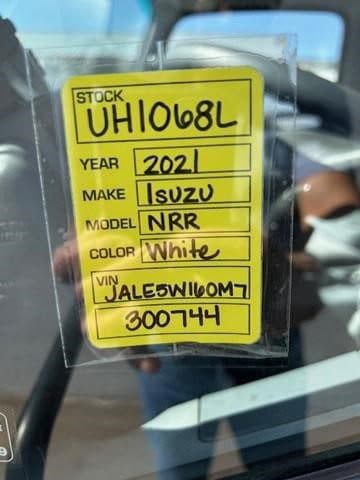 STOCK
UH1068L
YEAR 2021
MAKE ISUZU
MODEL NRR
COLOR White
VIN
JALE5W160M7
300744